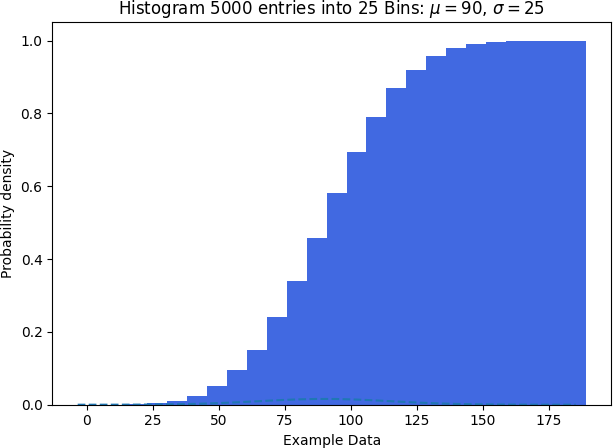 Histogram 5000 entries into 25 Bins: μ = 90, σ = 25
Probability density
1.0
0.8
0.6
0.4
0.2
0.0
0 25 50 75 100 125 150 175
Example Data